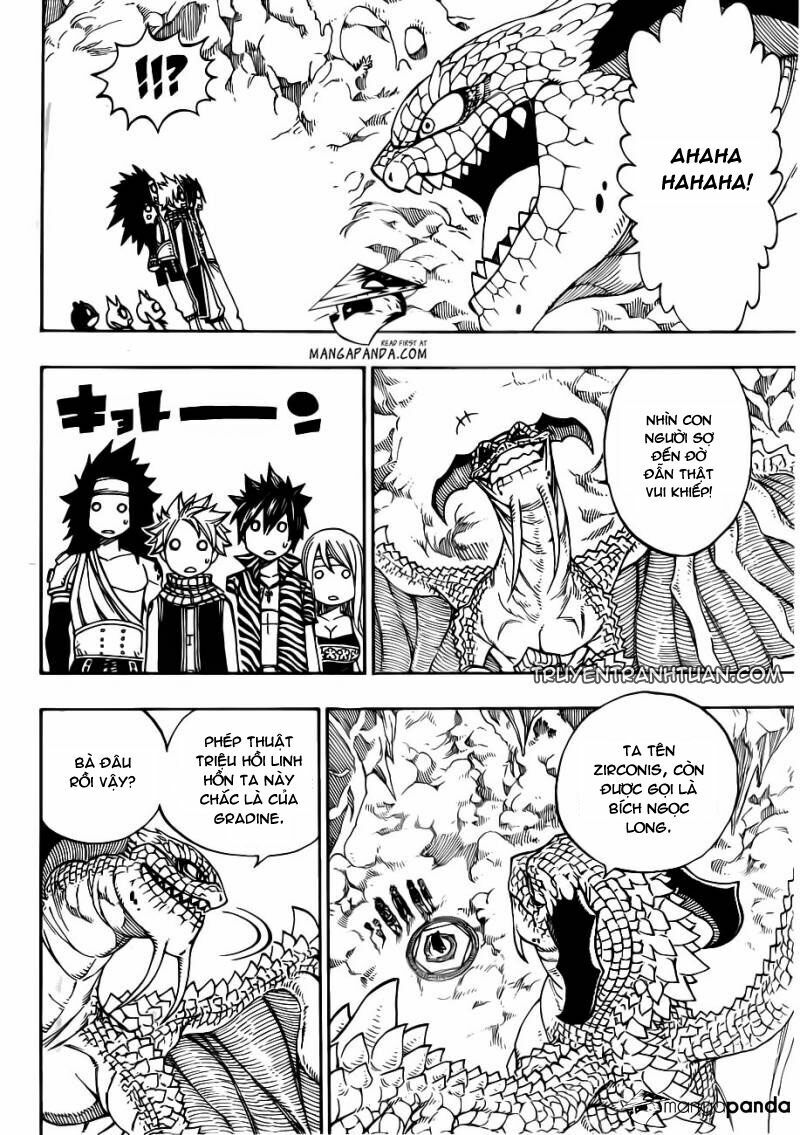 !!?
AHAHA
HAHAHA!
READ FIRST AT
MANGAPANDA.COM
キョトーーン
NHÌN CON
NGƯỜI SỢ
ĐẾN ĐỜ
ĐẪN THẬT
VUI KHIẾP!
TRUYENTRANHTUAN.COM
BÀ ĐÂU
RỒI VẬY?
PHÉP THUẬT
TRIỆU HỒI LINH
HỒN TA NÀY
CHẮC LÀ CỦA
GRADINE.
TA TÊN
ZIRCONIS, CÒN
ĐƯỢC GỌI LÀ
BÍCH NGỌC
LONG.
mangapanda